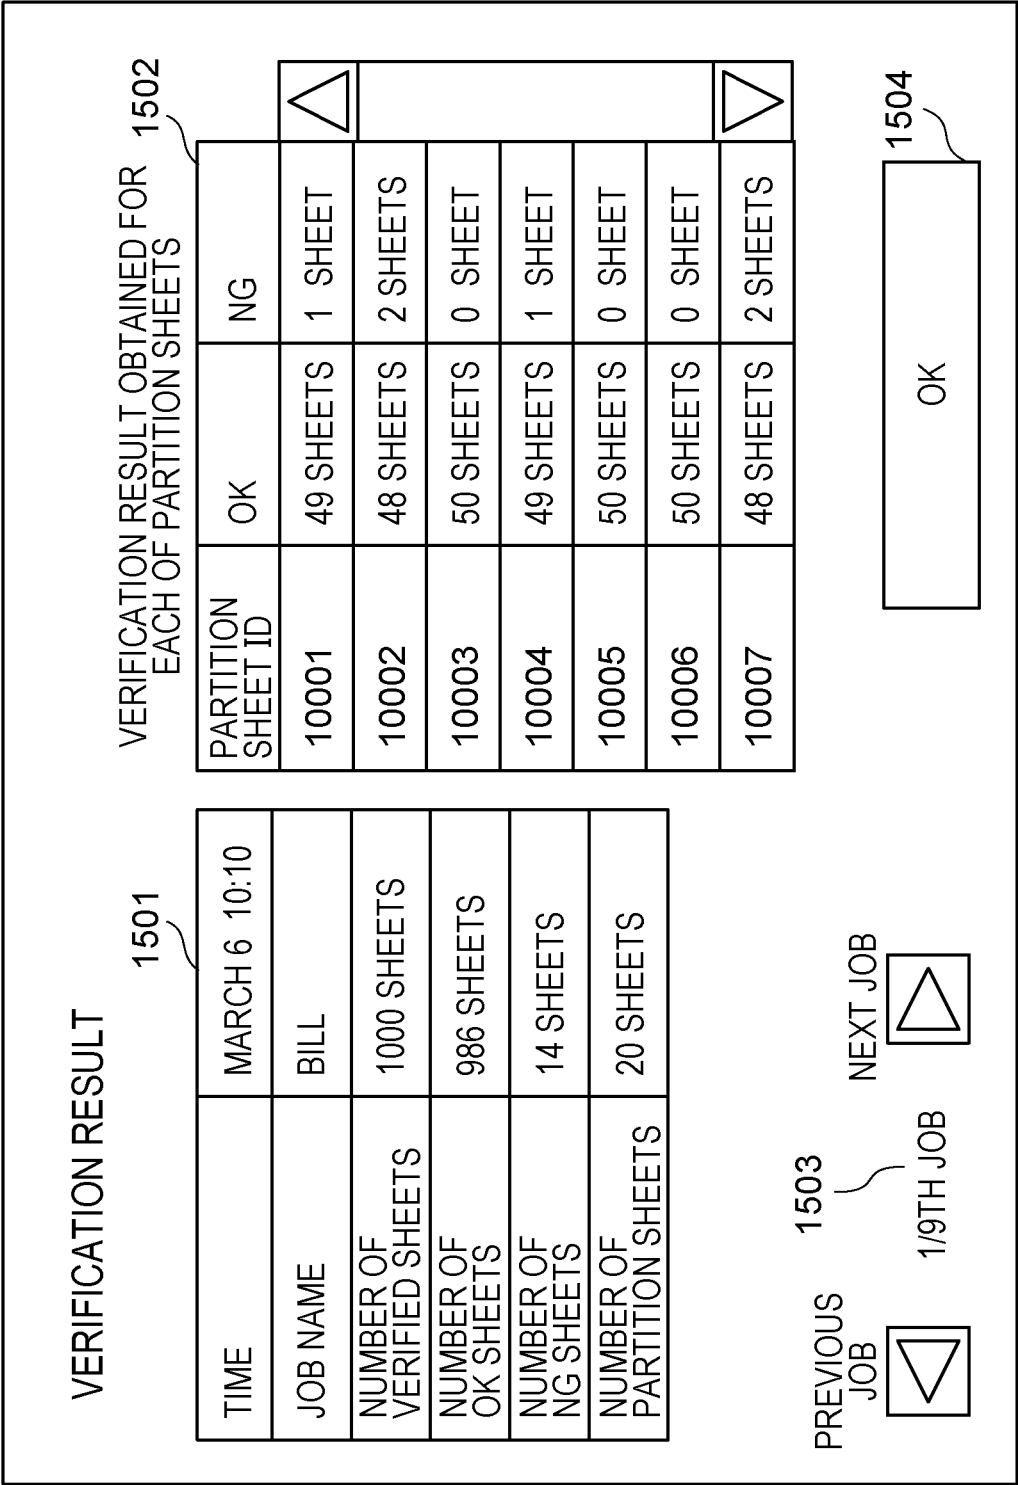 VERIFICATION RESULT
1501
TIME MARCH 6 10:10
JOB NAME BILL
NUMBER OF
VERIFIED SHEETS 1000 SHEETS
NUMBER OF
OK SHEETS 986 SHEETS
NUMBER OF
NG SHEETS 14 SHEETS
NUMBER OF
PARTITION SHEETS 20 SHEETS
VERIFICATION RESULT OBTAINED FOR
EACH OF PARTITION SHEETS
1502
PARTITION
SHEET ID OK NG
10001 49 SHEETS 1 SHEET
10002 48 SHEETS 2 SHEETS
10003 50 SHEETS 0 SHEET
10004 49 SHEETS 1 SHEET
10005 50 SHEETS 0 SHEET
10006 50 SHEETS 0 SHEET
10007 48 SHEETS 2 SHEETS
PREVIOUS
JOB
1503
1/9TH JOB
NEXT JOB
1504
OK